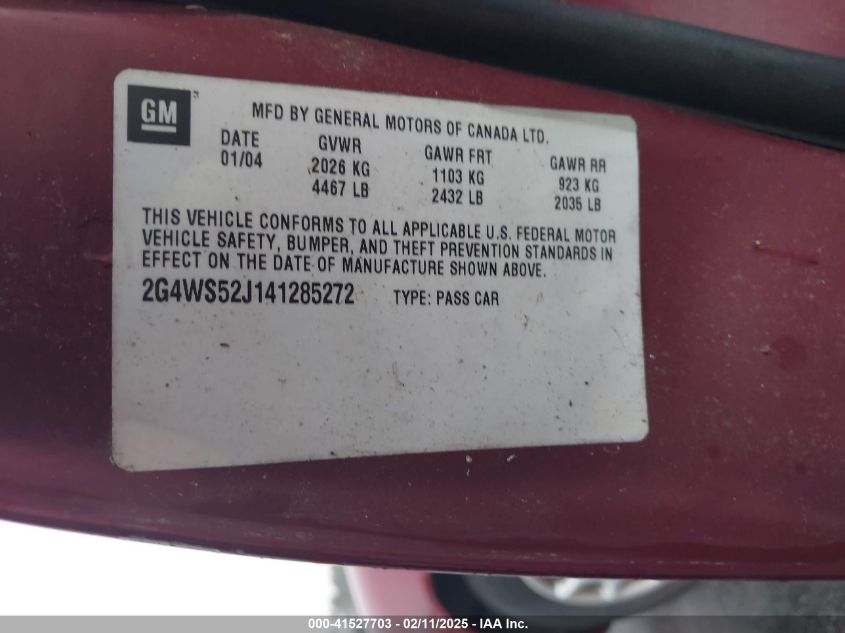 GM
MFD BY GENERAL MOTORS OF CANADA LTD.
DATE GVWR GAWR FRT GAWR RR
01/04 2026 KG 1103 KG 923 KG
4467 LB 2432 LB 2035 LB
THIS VEHICLE CONFORMS TO ALL APPLICABLE U.S. FEDERAL MOTOR
VEHICLE SAFETY, BUMPER, AND THEFT PREVENTION STANDARDS IN
EFFECT ON THE DATE OF MANUFACTURE SHOWN ABOVE.
2G4WS52J141285272 TYPE: PASS CAR
000-41527703 - 02/11/2025 - IAA Inc.